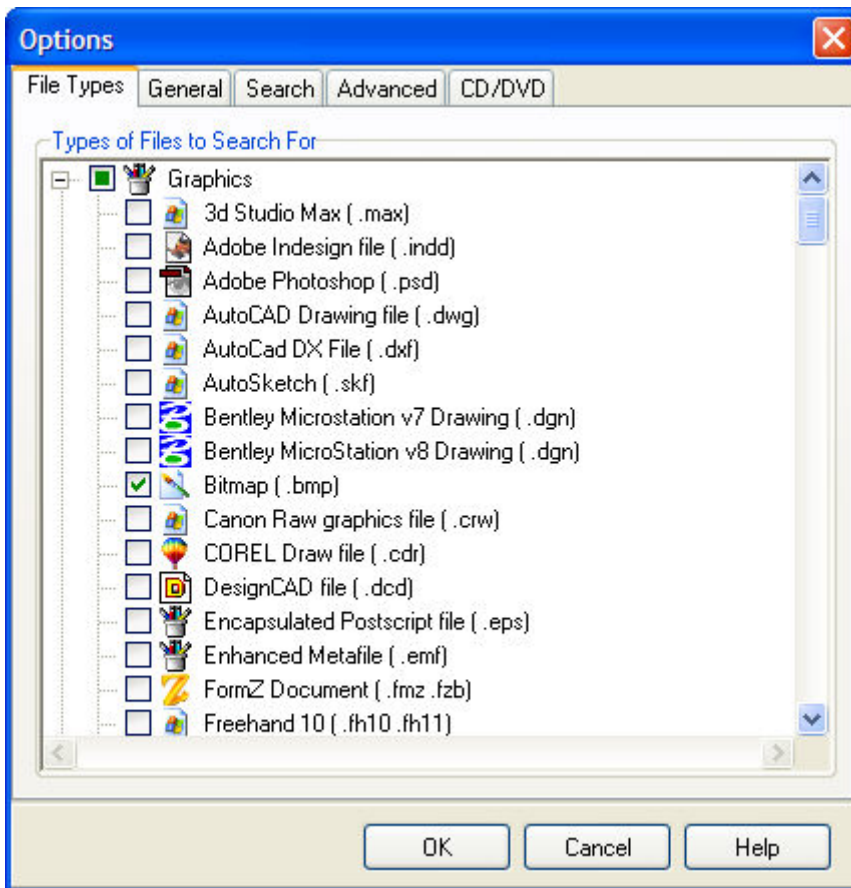 Options
File Types General Search Advanced CD/DVD
Types of Files to Search For
Graphics
3d Studio Max ( .max)
Adobe Indesign file ( .indd)
Adobe Photoshop ( .psd)
AutoCAD Drawing file ( .dwg)
AutoCad DX File ( .dxf)
AutoSketch ( .skf)
Bentley Microstation v7 Drawing ( .dgn)
Bentley MicroStation v8 Drawing ( .dgn)
Bitmap ( .bmp)
Canon Raw graphics file ( .crw)
COREL Draw file ( .cdr)
DesignCAD file ( .dcd)
Encapsulated Postscript file ( .eps)
Enhanced Metafile ( .emf)
FormZ Document ( .fmz .fzb)
Freehand 10 ( .fh10 .fh11)
OK Cancel Help